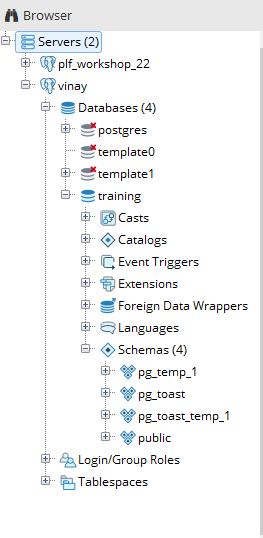 Browser
Servers (2)
plf_workshop_22
vinay
Databases (4)
postgres
template0
template1
training
Casts
Catalogs
Event Triggers
Extensions
Foreign Data Wrappers
Languages
Schemas (4)
pg_temp_1
pg_toast
pg_toast_temp_1
public
Login/Group Roles
Tablespaces